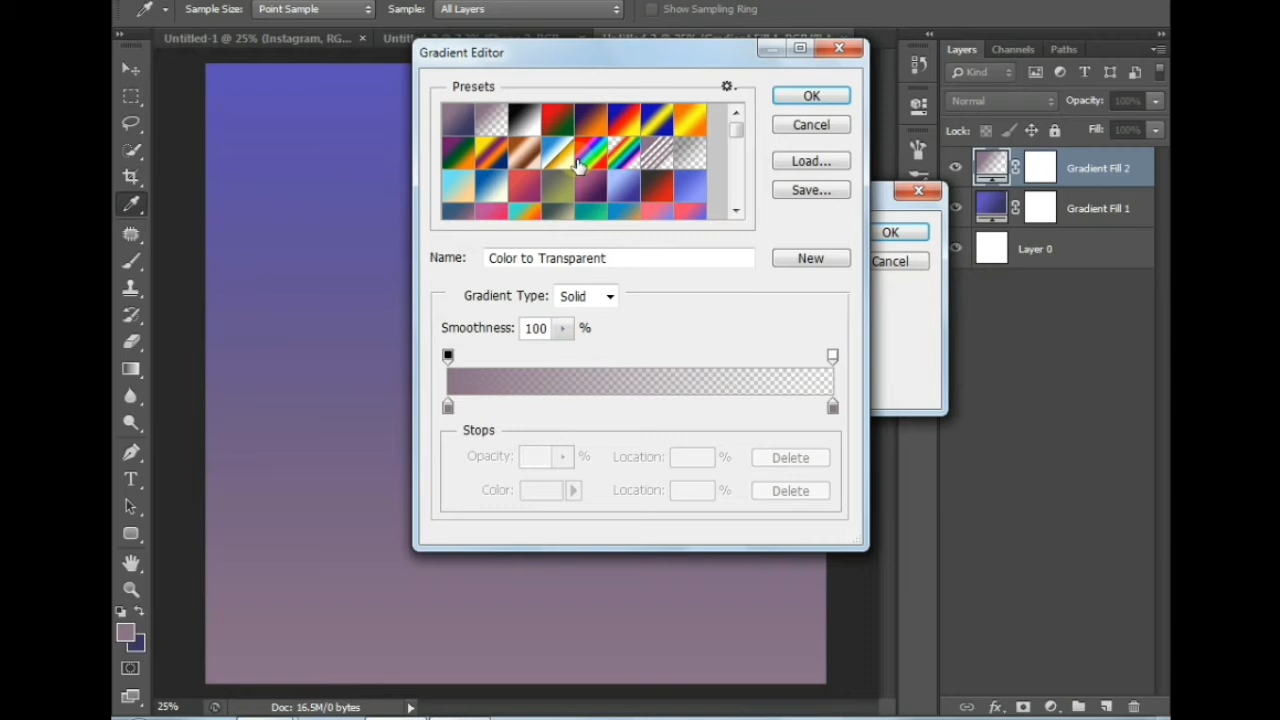 Sample Size: Point Sample Sample: All Layers Show Sampling Ring
Untitled-1 @ 25% (Instagram, RG...
Gradient Editor
Presets
OK
Cancel
Load...
Save...
Name: Color to Transparent New
Gradient Type: Solid
Smoothness: 100 %
Stops
Opacity: % Location: % Delete
Color: Location: % Delete
OK
Cancel
Layers Channels Paths
Kind
Normal Opacity: 100%
Lock: Fill: 100%
Gradient Fill 2
Gradient Fill 1
Layer 0
fx
25% Doc: 16.5M/0 bytes